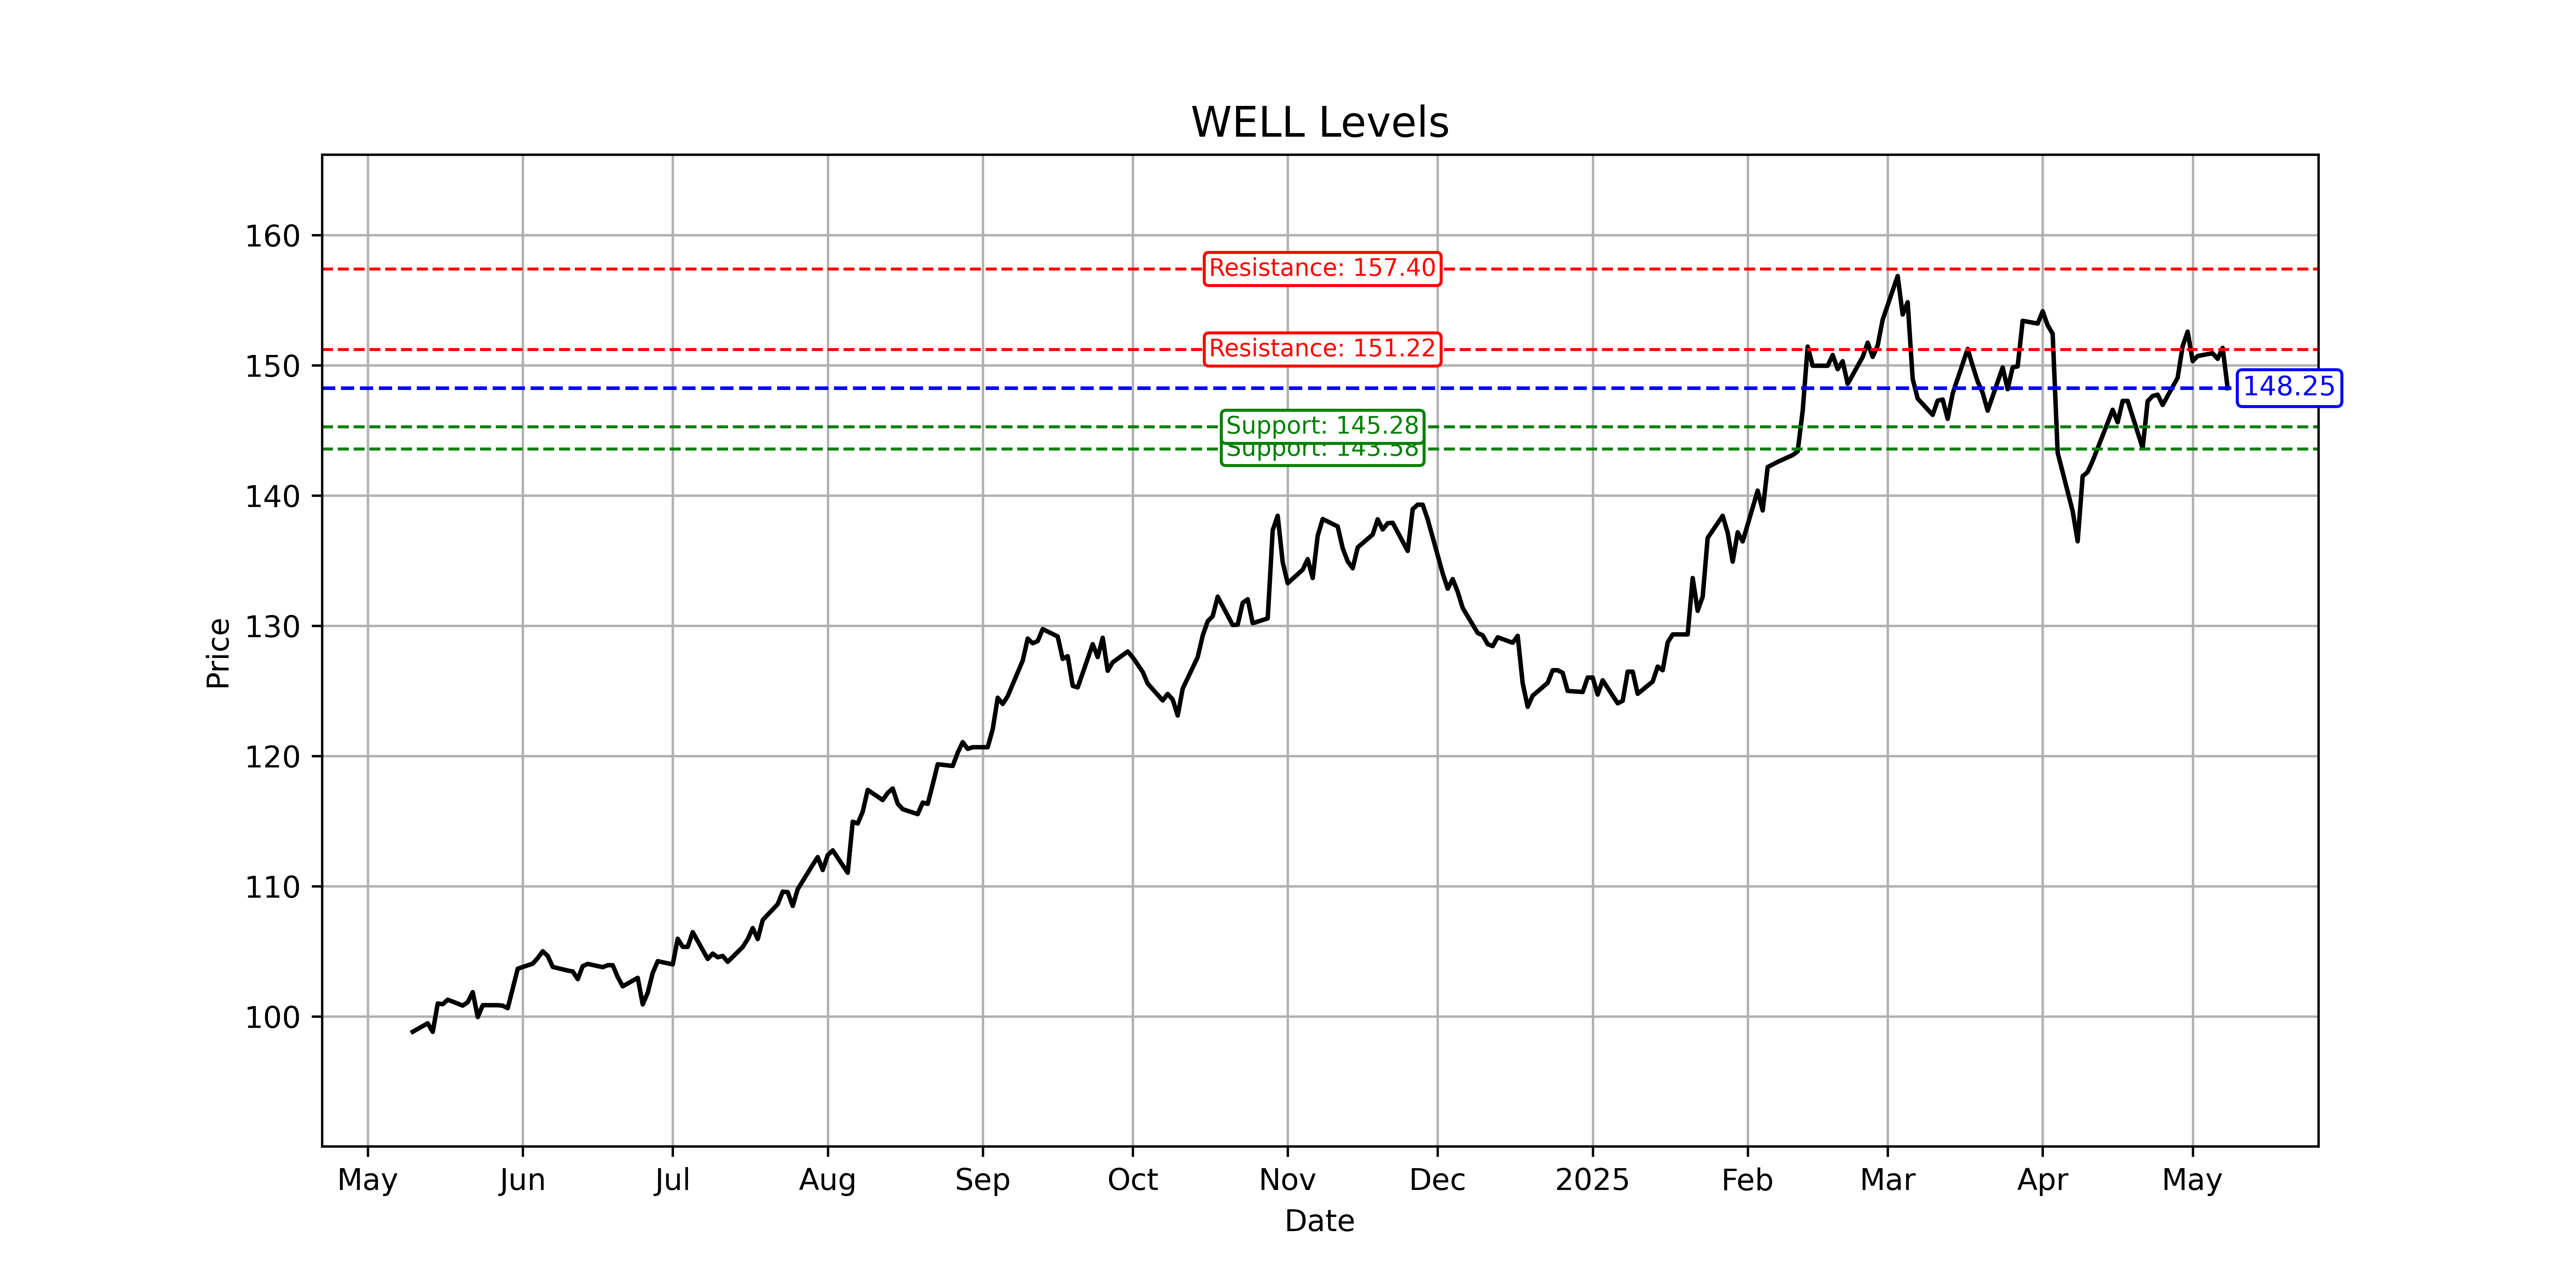 WELL Levels
160
Resistance: 157.40
Resistance: 151.22
150
148.25
Support: 145.28
Support: 143.58
140
130
Price
120
110
100
May Jun Jul Aug Sep Oct Nov Dec 2025 Feb Mar Apr May
Date